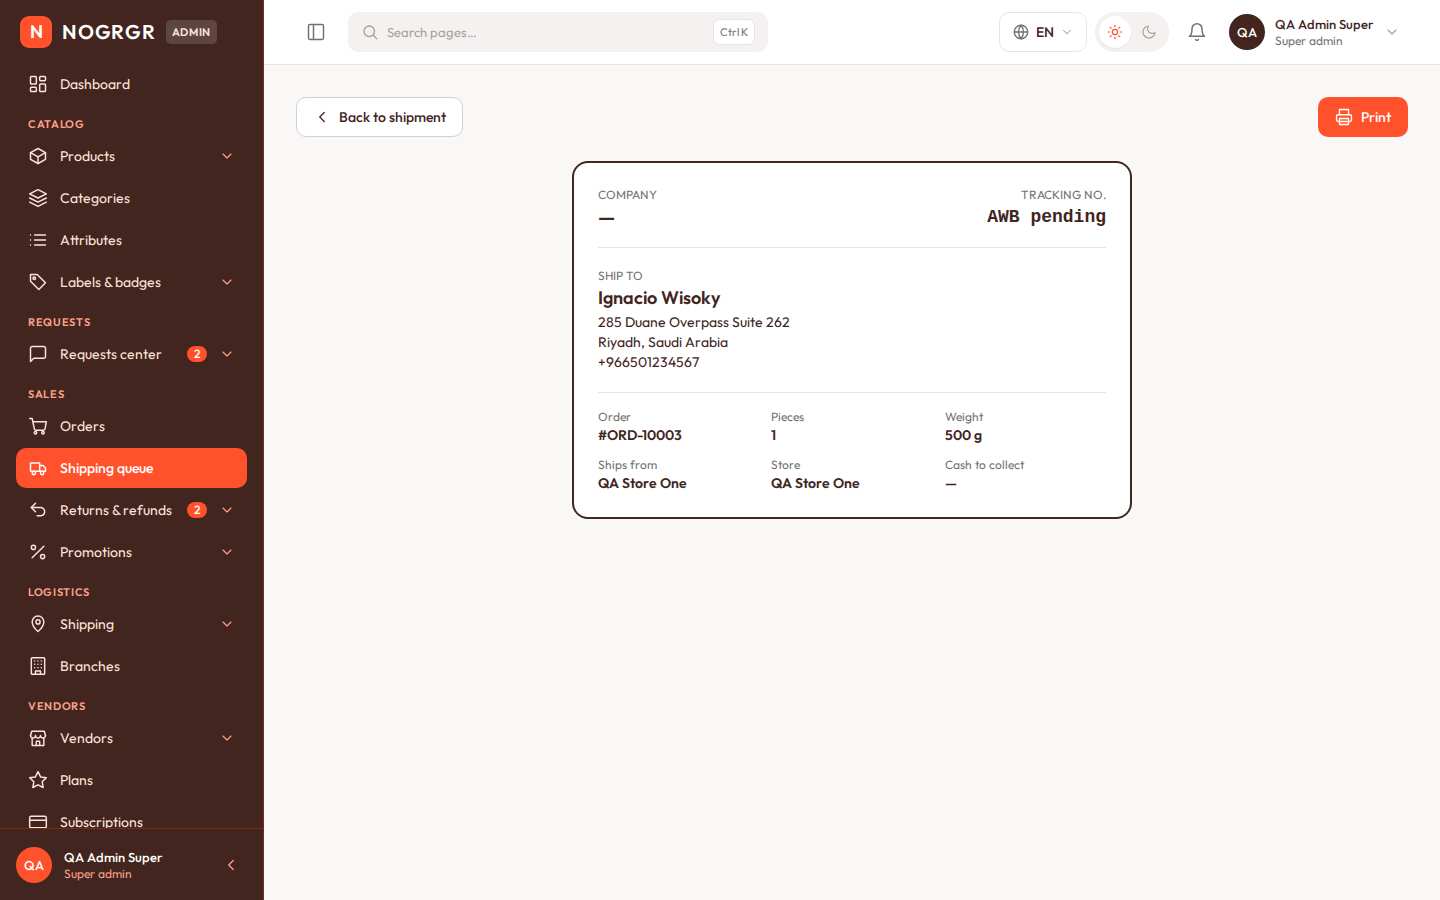 N NOGRGR ADMIN
Search pages... Ctrl K
EN
QA
QA Admin Super
Super admin
Dashboard
CATALOG
Products
Categories
Attributes
Labels & badges
REQUESTS
Requests center 2
SALES
Orders
Shipping queue
Returns & refunds 2
Promotions
LOGISTICS
Shipping
Branches
VENDORS
Vendors
Plans
Subscriptions
QA
QA Admin Super
Super admin
Back to shipment
Print
COMPANY
—
TRACKING NO.
AWB pending
SHIP TO
Ignacio Wisoky
285 Duane Overpass Suite 262
Riyadh, Saudi Arabia
+966501234567
Order Pieces Weight
#ORD-10003 1 500 g
Ships from Store Cash to collect
QA Store One QA Store One —